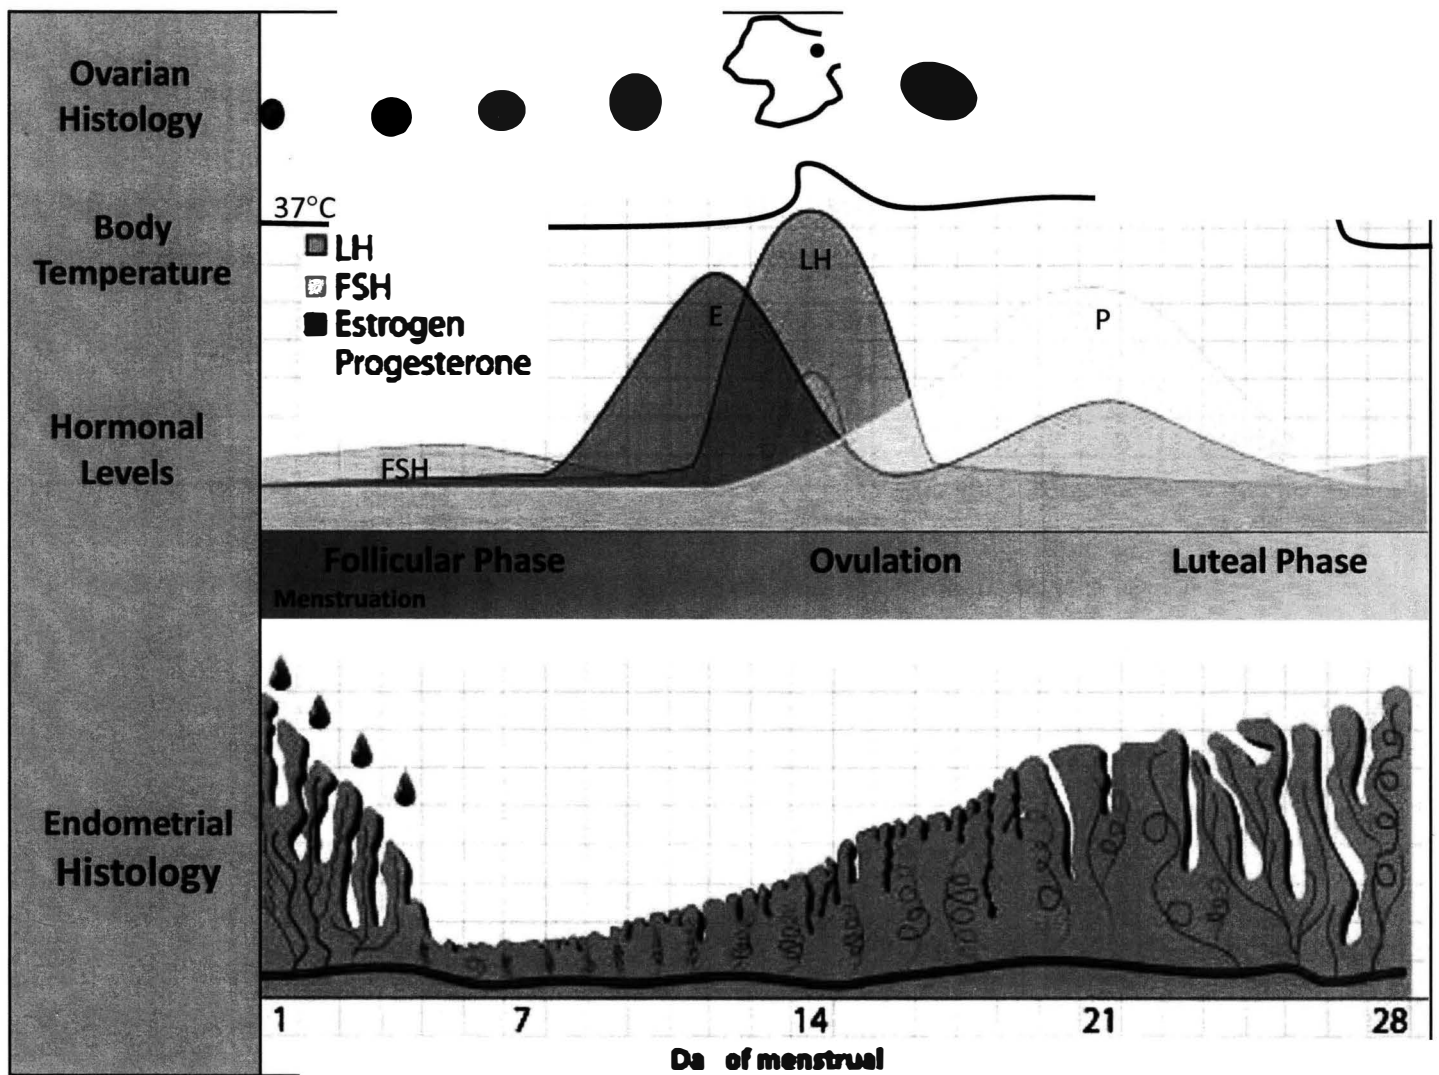 Ovarian
Histology
37°C
Body
Temperature
LH
FSH
Estrogen
Progesterone
LH
E
P
Hormonal
Levels
FSH
Follicular Phase
Ovulation
Luteal Phase
Menstruation
Endometrial
Histology
1
7
14
21
28
Da of menstrual